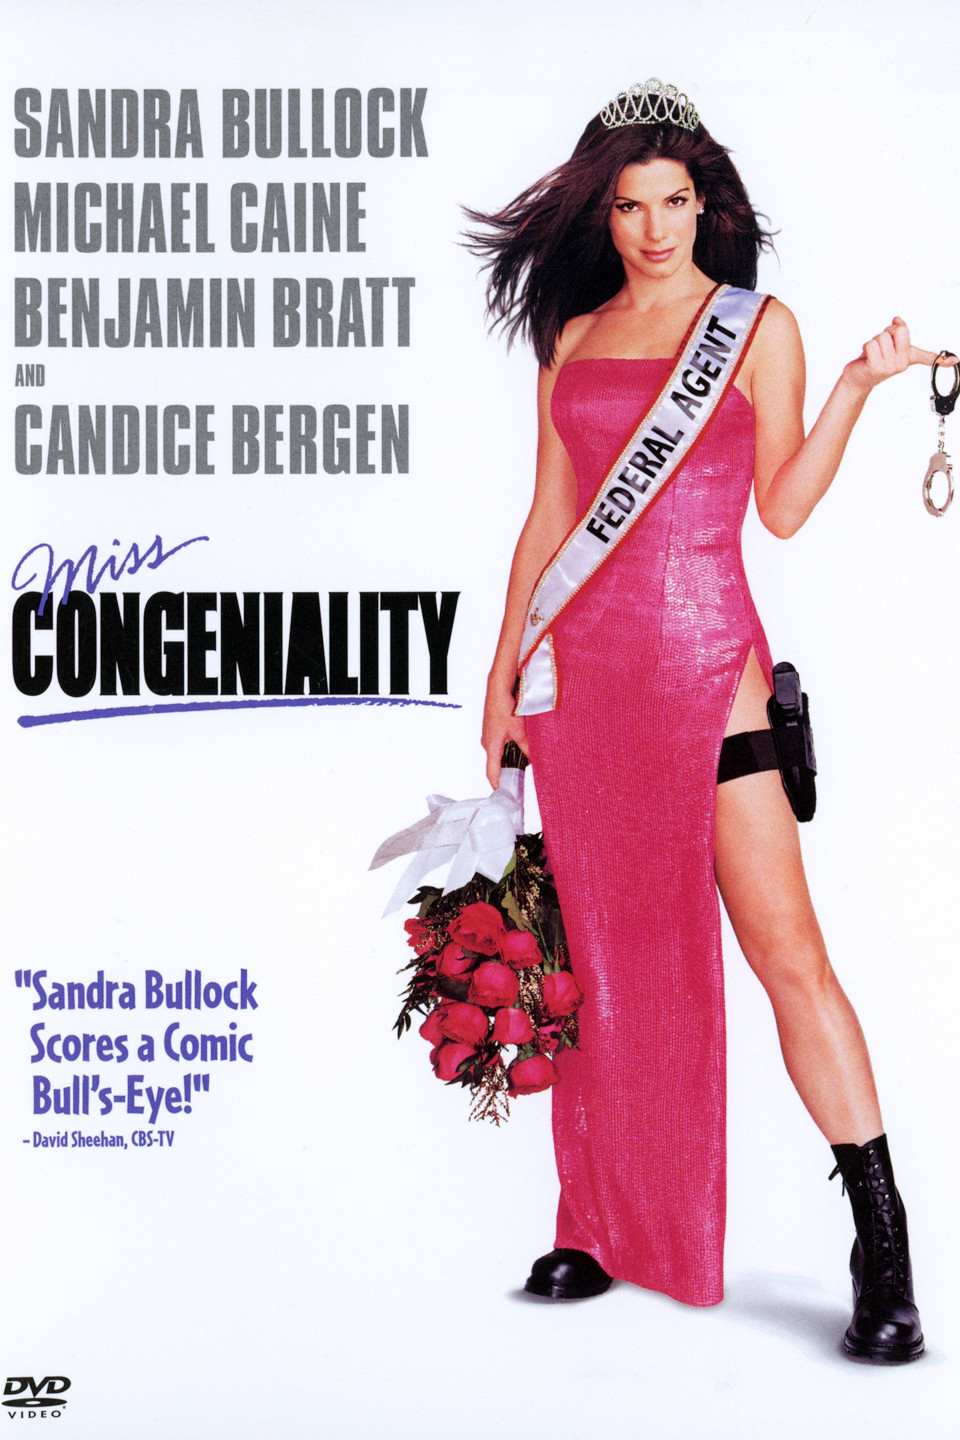 SANDRA BULLOCK
MICHAEL CAINE
BENJAMIN BRATT
AND
CANDICE BERGEN
Miss
CONGENIALITY
FEDERAL AGENT
"Sandra Bullock
Scores a Comic
Bull's-Eye!"
– David Sheehan, CBS-TV
DVD
VIDEO